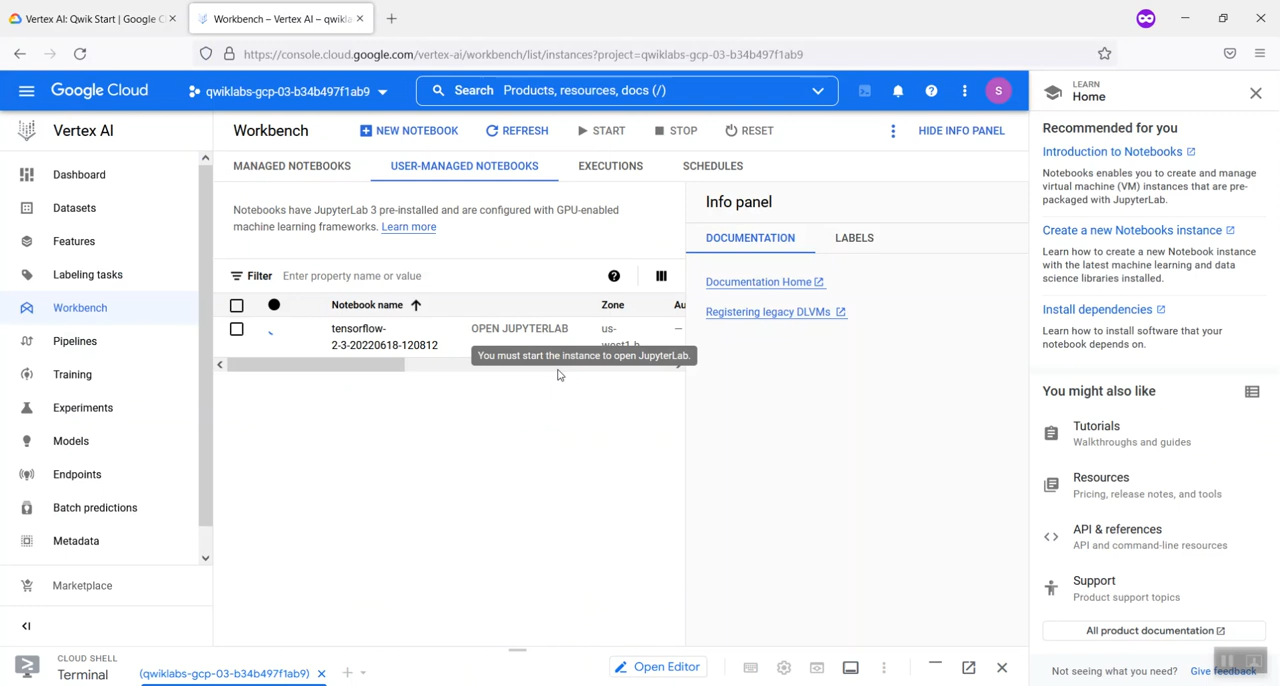 Vertex AI: Qwik Start | Google C
Workbench – Vertex AI – qwikla
https://console.cloud.google.com/vertex-ai/workbench/list/instances?project=qwiklabs-gcp-03-b34b497f1ab9
Google Cloud
qwiklabs-gcp-03-b34b497f1ab9
Search Products, resources, docs (/)
S
LEARN
Home
Vertex AI
Workbench
NEW NOTEBOOK
REFRESH
START
STOP
RESET
HIDE INFO PANEL
Dashboard
Datasets
Features
Labeling tasks
Workbench
Pipelines
Training
Experiments
Models
Endpoints
Batch predictions
Metadata
Marketplace
MANAGED NOTEBOOKS
USER-MANAGED NOTEBOOKS
EXECUTIONS
SCHEDULES
Notebooks have JupyterLab 3 pre-installed and are configured with GPU-enabled
machine learning frameworks. Learn more
Filter Enter property name or value
Notebook name
Zone
Au
tensorflow-
2-3-20220618-120812
OPEN JUPYTERLAB
us-
west1-b
—
You must start the instance to open JupyterLab.
Info panel
DOCUMENTATION
LABELS
Documentation Home
Registering legacy DLVMs
Recommended for you
Introduction to Notebooks
Notebooks enables you to create and manage
virtual machine (VM) instances that are pre-
packaged with JupyterLab.
Create a new Notebooks instance
Learn how to create a new Notebook instance
with the latest machine learning and data
science libraries installed.
Install dependencies
Learn how to install software that your
notebook depends on.
You might also like
Tutorials
Walkthroughs and guides
Resources
Pricing, release notes, and tools
API & references
API and command-line resources
Support
Product support topics
All product documentation
Not seeing what you need? Give feedback
CLOUD SHELL
Terminal
(qwiklabs-gcp-03-b34b497f1ab9)
Open Editor